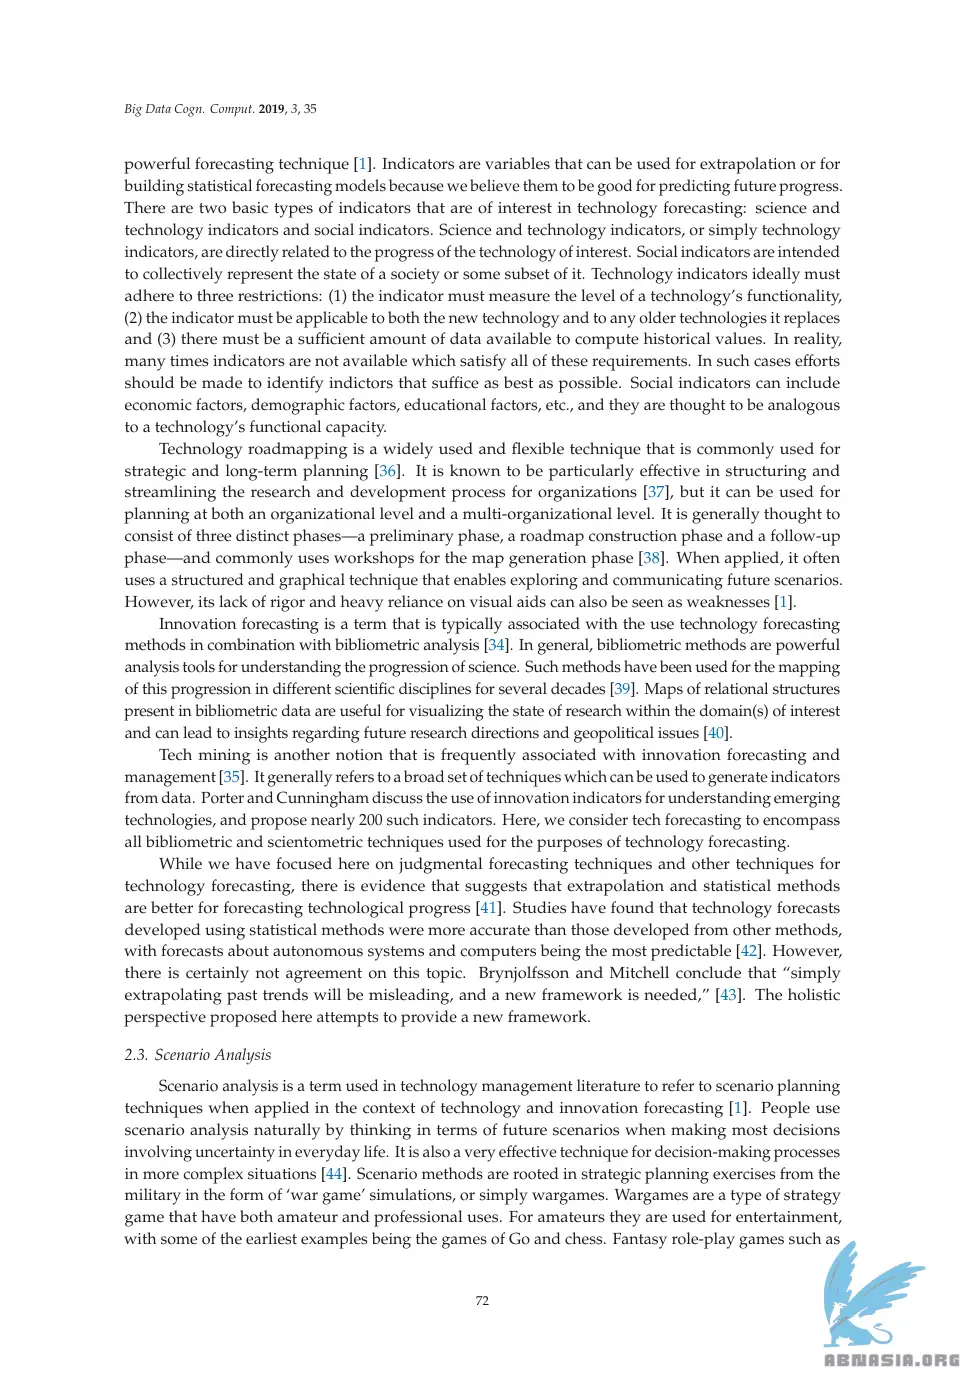 Big Data Cogn. Comput. 2019, 3, 35
powerful forecasting technique [1]. Indicators are variables that can be used for extrapolation or for
building statistical forecasting models because we believe them to be good for predicting future progress.
There are two basic types of indicators that are of interest in technology forecasting: science and
technology indicators and social indicators. Science and technology indicators, or simply technology
indicators, are directly related to the progress of the technology of interest. Social indicators are intended
to collectively represent the state of a society or some subset of it. Technology indicators ideally must
adhere to three restrictions: (1) the indicator must measure the level of a technology's functionality,
(2) the indicator must be applicable to both the new technology and to any older technologies it replaces
and (3) there must be a sufficient amount of data available to compute historical values. In reality,
many times indicators are not available which satisfy all of these requirements. In such cases efforts
should be made to identify indictors that suffice as best as possible. Social indicators can include
economic factors, demographic factors, educational factors, etc., and they are thought to be analogous
to a technology's functional capacity.
Technology roadmapping is a widely used and flexible technique that is commonly used for
strategic and long-term planning [36]. It is known to be particularly effective in structuring and
streamlining the research and development process for organizations [37], but it can be used for
planning at both an organizational level and a multi-organizational level. It is generally thought to
consist of three distinct phases—a preliminary phase, a roadmap construction phase and a follow-up
phase—and commonly uses workshops for the map generation phase [38]. When applied, it often
uses a structured and graphical technique that enables exploring and communicating future scenarios.
However, its lack of rigor and heavy reliance on visual aids can also be seen as weaknesses [1].
Innovation forecasting is a term that is typically associated with the use technology forecasting
methods in combination with bibliometric analysis [34]. In general, bibliometric methods are powerful
analysis tools for understanding the progression of science. Such methods have been used for the mapping
of this progression in different scientific disciplines for several decades [39]. Maps of relational structures
present in bibliometric data are useful for visualizing the state of research within the domain(s) of interest
and can lead to insights regarding future research directions and geopolitical issues [40].
Tech mining is another notion that is frequently associated with innovation forecasting and
management [35]. It generally refers to a broad set of techniques which can be used to generate indicators
from data. Porter and Cunningham discuss the use of innovation indicators for understanding emerging
technologies, and propose nearly 200 such indicators. Here, we consider tech forecasting to encompass
all bibliometric and scientometric techniques used for the purposes of technology forecasting.
While we have focused here on judgmental forecasting techniques and other techniques for
technology forecasting, there is evidence that suggests that extrapolation and statistical methods
are better for forecasting technological progress [41]. Studies have found that technology forecasts
developed using statistical methods were more accurate than those developed from other methods,
with forecasts about autonomous systems and computers being the most predictable [42]. However,
there is certainly not agreement on this topic. Brynjolfsson and Mitchell conclude that “simply
extrapolating past trends will be misleading, and a new framework is needed,” [43]. The holistic
perspective proposed here attempts to provide a new framework.
2.3. Scenario Analysis
Scenario analysis is a term used in technology management literature to refer to scenario planning
techniques when applied in the context of technology and innovation forecasting [1]. People use
scenario analysis naturally by thinking in terms of future scenarios when making most decisions
involving uncertainty in everyday life. It is also a very effective technique for decision-making processes
in more complex situations [44]. Scenario methods are rooted in strategic planning exercises from the
military in the form of ‘war game’ simulations, or simply wargames. Wargames are a type of strategy
game that have both amateur and professional uses. For amateurs they are used for entertainment,
with some of the earliest examples being the games of Go and chess. Fantasy role-play games such as
72
ABNASIA.ORG